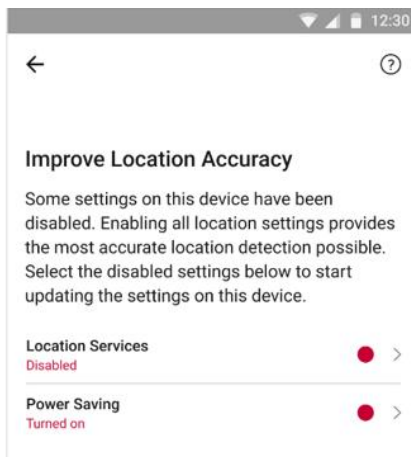 12:30
Improve Location Accuracy
Some settings on this device have been
disabled. Enabling all location settings provides
the most accurate location detection possible.
Select the disabled settings below to start
updating the settings on this device.
Location Services
Disabled
Power Saving
Turned on